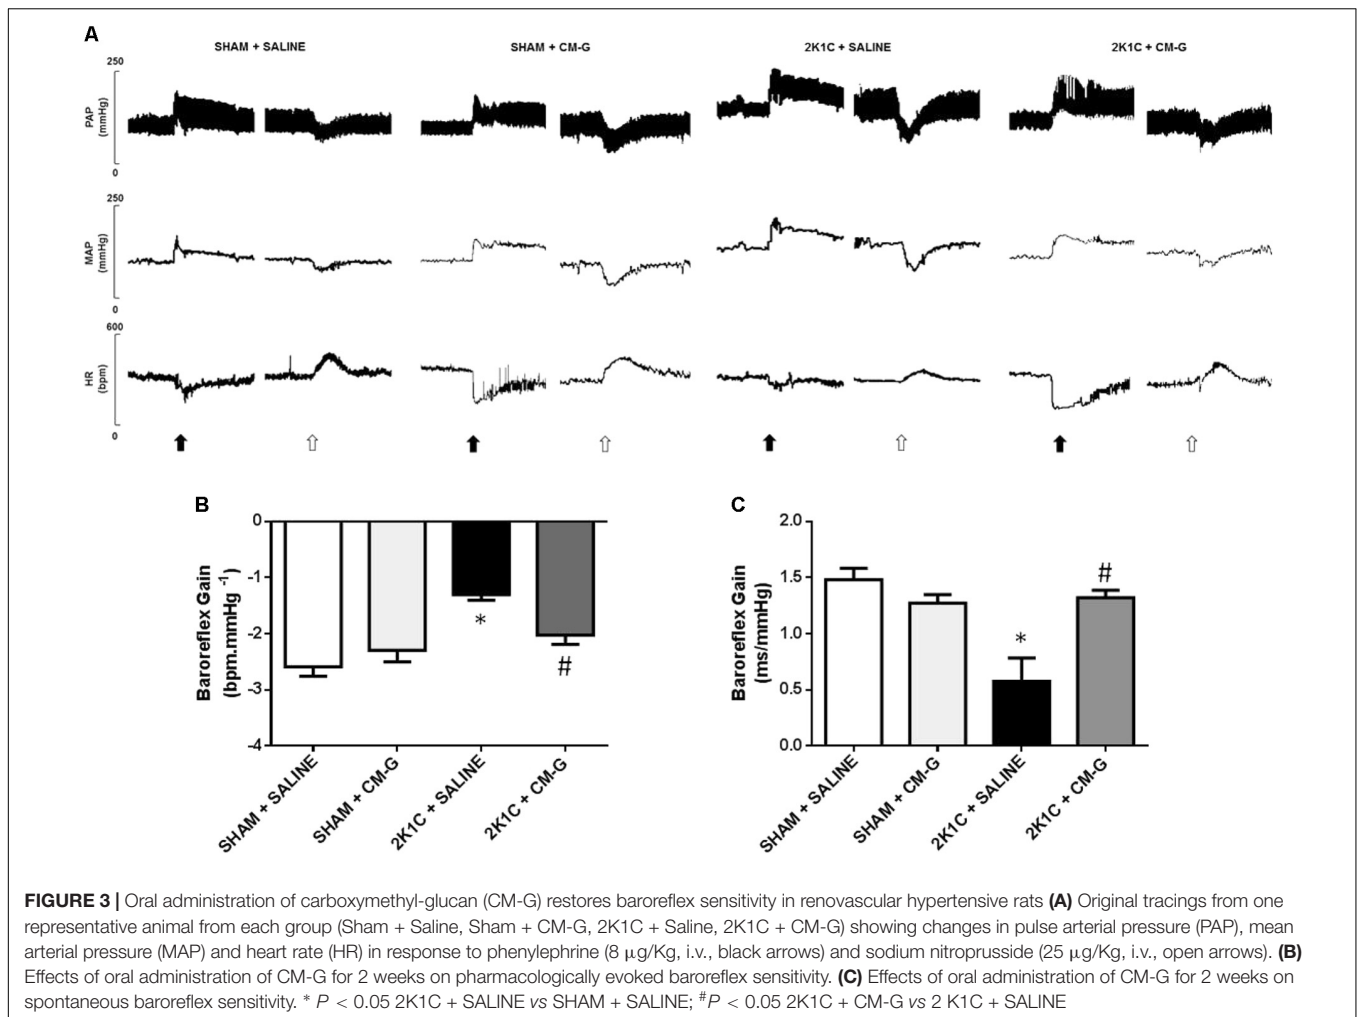 A
SHAM + SALINE SHAM + CM-G 2K1C + SALINE 2K1C + CM-G
250
PAP
(mmHg)
0
250
MAP
(mmHg)
0
600
HR
(bpm)
0
B
Baroreflex Gain
(bpm.mmHg -1)
0
-1
-2
-3
-4
*
#
SHAM + SALINE
SHAM + CM-G
2K1C + SALINE
2K1C + CM-G
C
Baroreflex Gain
(ms/mmHg)
2.0
1.5
1.0
0.5
0.0
*
#
SHAM + SALINE
SHAM + CM-G
2K1C + SALINE
2K1C + CM-G
FIGURE 3 | Oral administration of carboxymethyl-glucan (CM-G) restores baroreflex sensitivity in renovascular hypertensive rats (A) Original tracings from one
representative animal from each group (Sham + Saline, Sham + CM-G, 2K1C + Saline, 2K1C + CM-G) showing changes in pulse arterial pressure (PAP), mean
arterial pressure (MAP) and heart rate (HR) in response to phenylephrine (8 μg/Kg, i.v., black arrows) and sodium nitroprusside (25 μg/Kg, i.v., open arrows). (B)
Effects of oral administration of CM-G for 2 weeks on pharmacologically evoked baroreflex sensitivity. (C) Effects of oral administration of CM-G for 2 weeks on
spontaneous baroreflex sensitivity. * P < 0.05 2K1C + SALINE vs SHAM + SALINE; #P < 0.05 2K1C + CM-G vs 2 K1C + SALINE